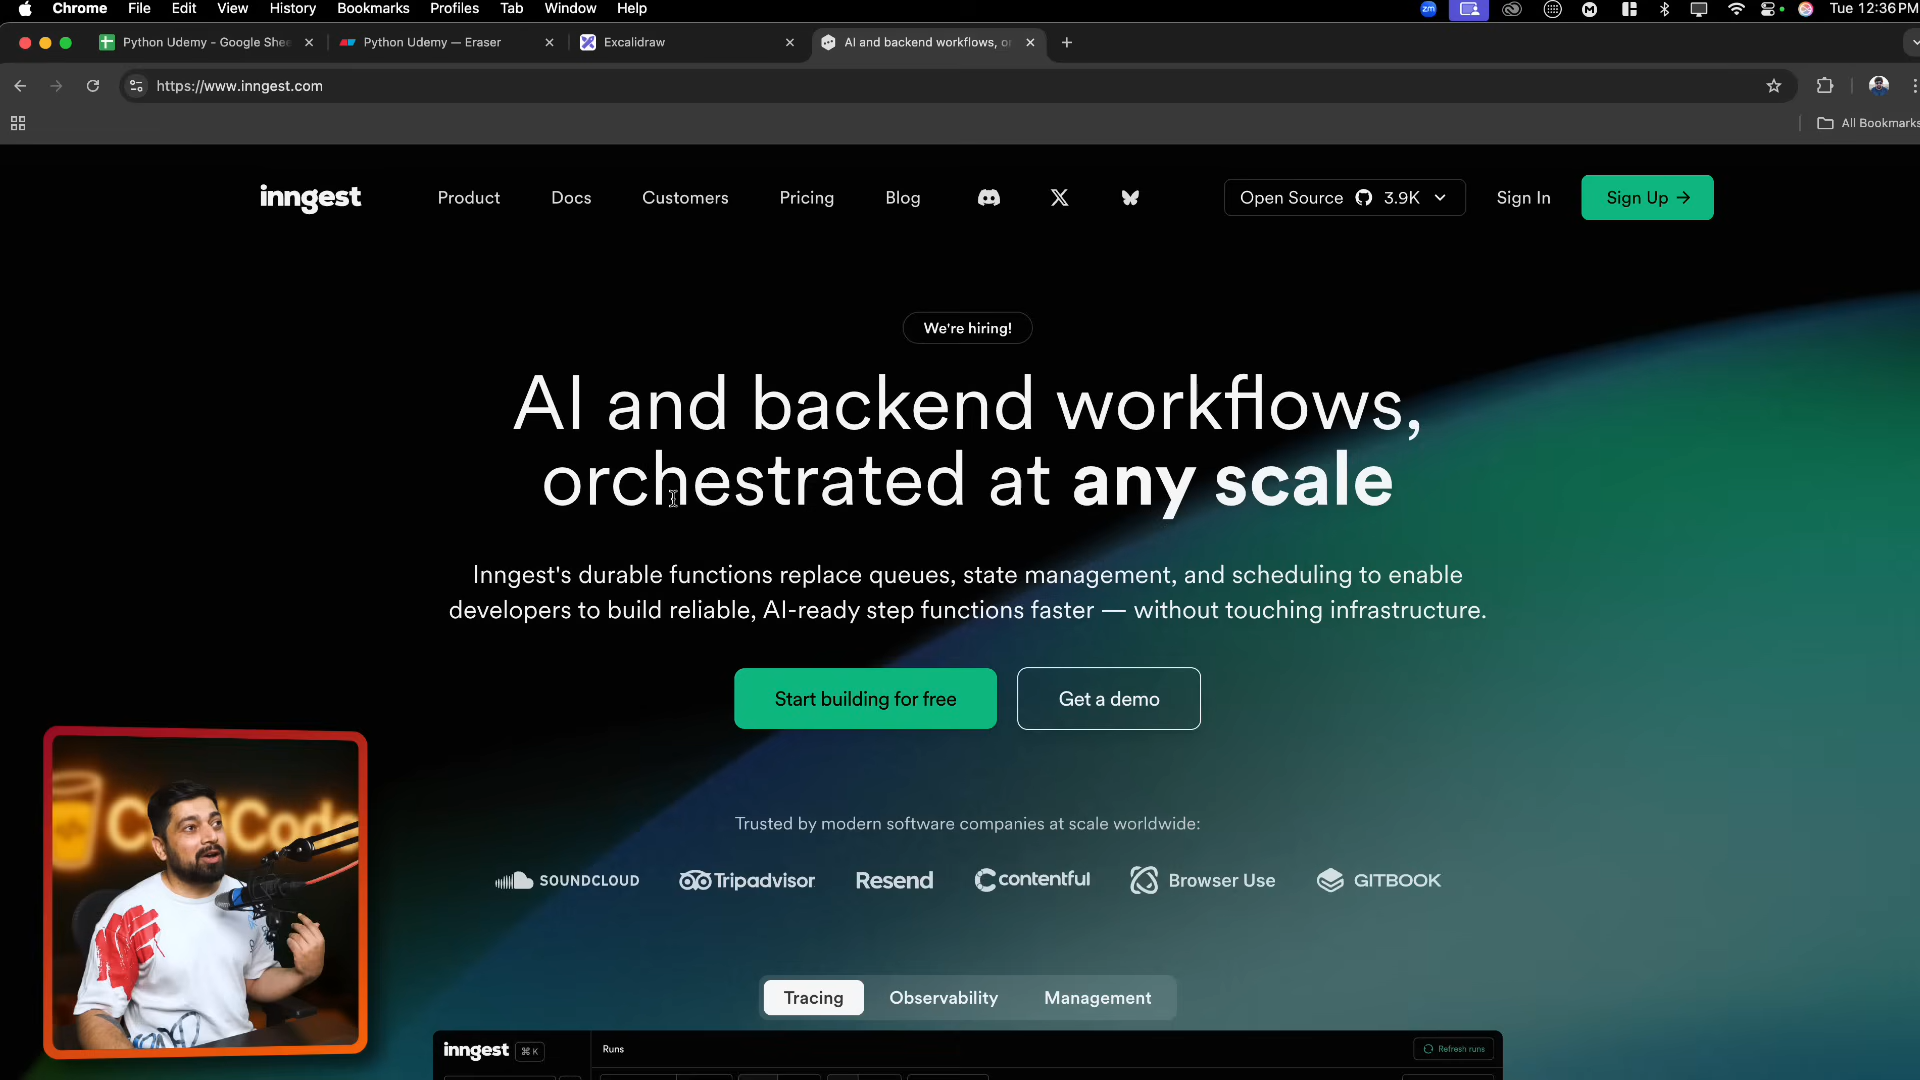 Chrome File Edit View History Bookmarks Profiles Tab Window Help zm Tue 12:36 PM
Python Udemy - Google Shee
Python Udemy — Eraser
Excalidraw
AI and backend workflows, or
https://www.inngest.com
All Bookmarks
inngest Product Docs Customers Pricing Blog Open Source 3.9K Sign In Sign Up →
We're hiring!
AI and backend workflows,
orchestrated at any scale
Inngest's durable functions replace queues, state management, and scheduling to enable
developers to build reliable, AI-ready step functions faster — without touching infrastructure.
Start building for free Get a demo
Trusted by modern software companies at scale worldwide:
SOUNDCLOUD Tripadvisor Resend contentful Browser Use GITBOOK
Tracing Observability Management
inngest ⌘ K Runs Refresh runs